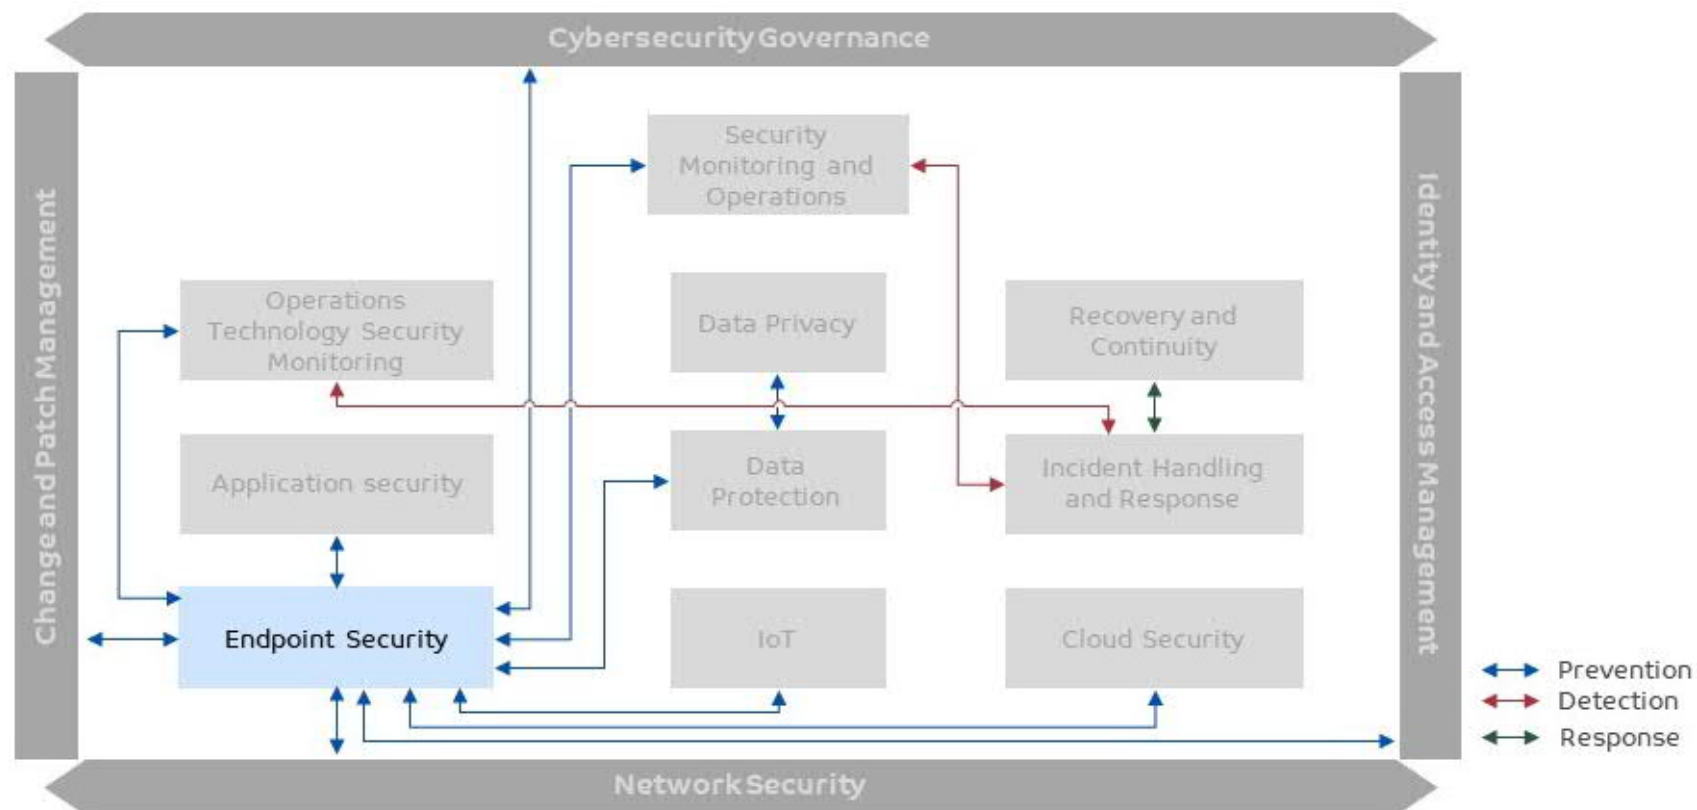 Cybersecurity Governance
Change and Patch Management
Security
Monitoring and
Operations
Operations
Technology Security
Monitoring
Data Privacy
Recovery and
Continuity
Application security
Data
Protection
Incident Handling
and Response
Endpoint Security
IoT
Cloud Security
Identity and Access Management
Prevention
Detection
Response
Network Security